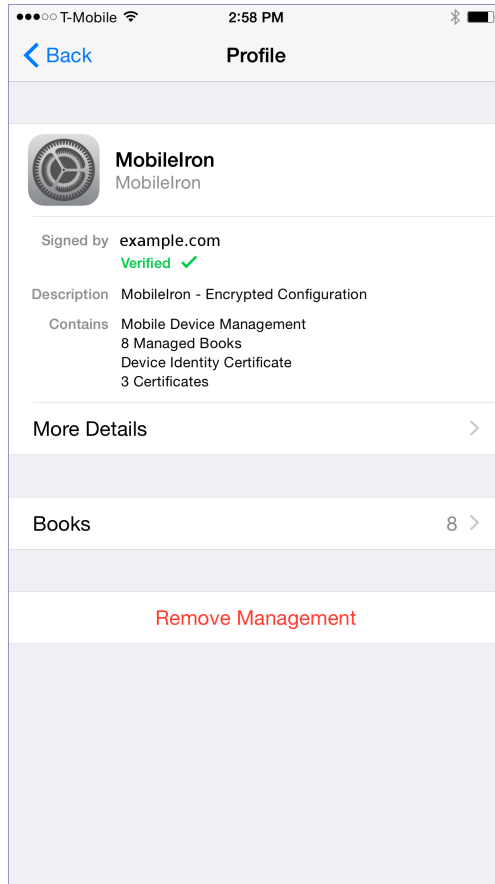 T-Mobile 2:58 PM
Back Profile
MobileIron
MobileIron
Signed by example.com
Verified
Description MobileIron - Encrypted Configuration
Contains Mobile Device Management
8 Managed Books
Device Identity Certificate
3 Certificates
More Details
Books 8
Remove Management